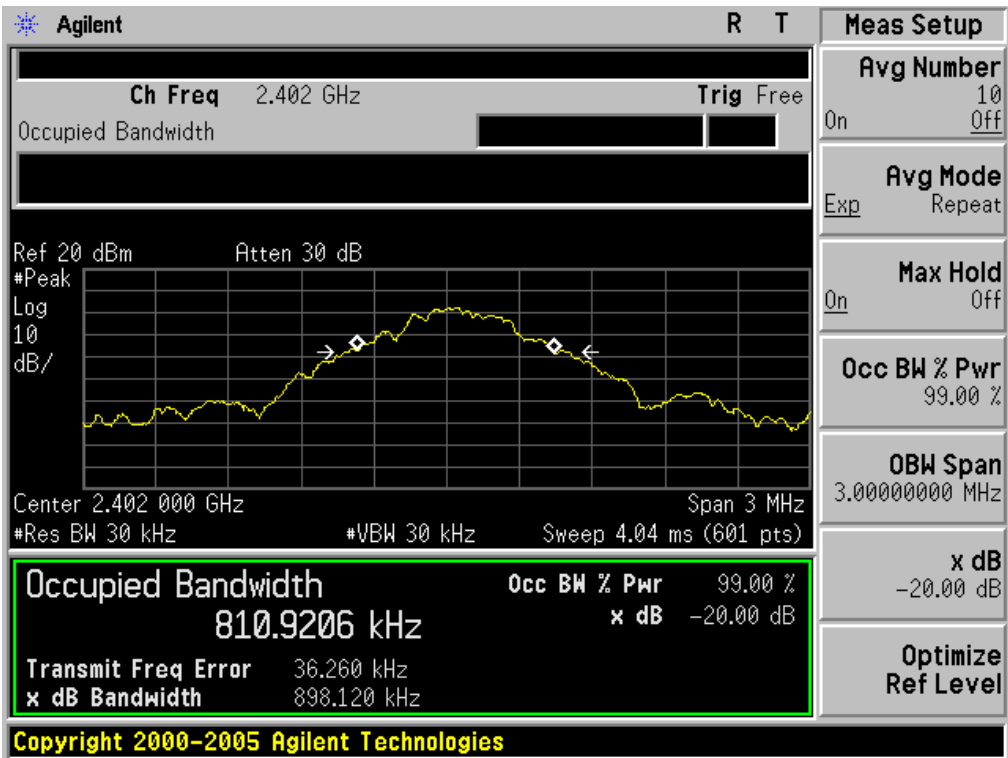 Agilent R T
Ch Freq 2.402 GHz Trig Free
Occupied Bandwidth
Ref 20 dBm Atten 30 dB
#Peak
Log
10
dB/
Center 2.402 000 GHz Span 3 MHz
#Res BW 30 kHz #VBW 30 kHz Sweep 4.04 ms (601 pts)
Occupied Bandwidth Occ BW % Pwr 99.00 %
810.9206 kHz x dB -20.00 dB
Transmit Freq Error 36.260 kHz
x dB Bandwidth 898.120 kHz
Copyright 2000-2005 Agilent Technologies
Meas Setup
Avg Number
10
On Off
Avg Mode
Exp Repeat
Max Hold
On Off
Occ BW % Pwr
99.00 %
OBW Span
3.00000000 MHz
x dB
-20.00 dB
Optimize
Ref Level